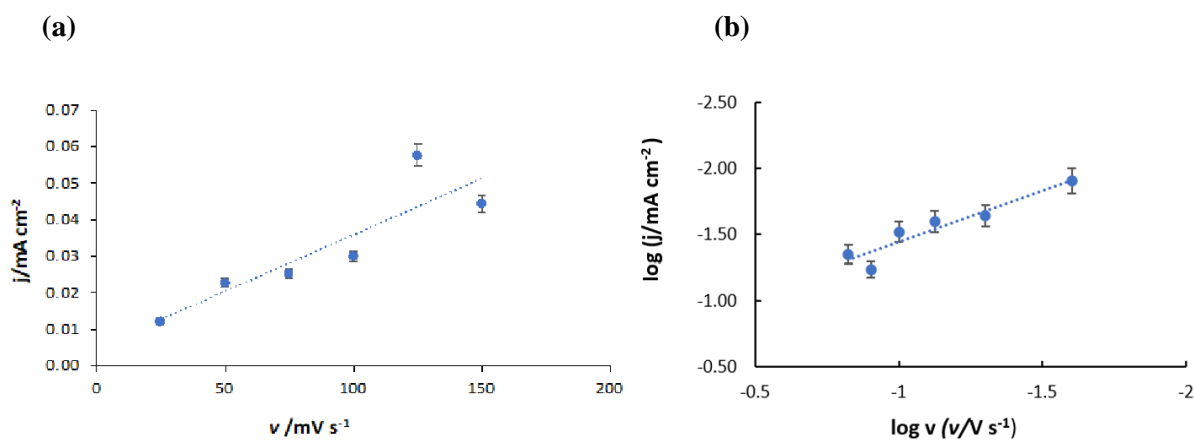 (a)
(b)
j/mA cm⁻²
0.07
0.06
0.05
0.04
0.03
0.02
0.01
0.00
0 50 100 150 200
v /mV s⁻¹
log (j/mA cm⁻²)
-2.50
-2.00
-1.50
-1.00
-0.50
-0.5 -1 -1.5 -2
log v (v/V s⁻¹)